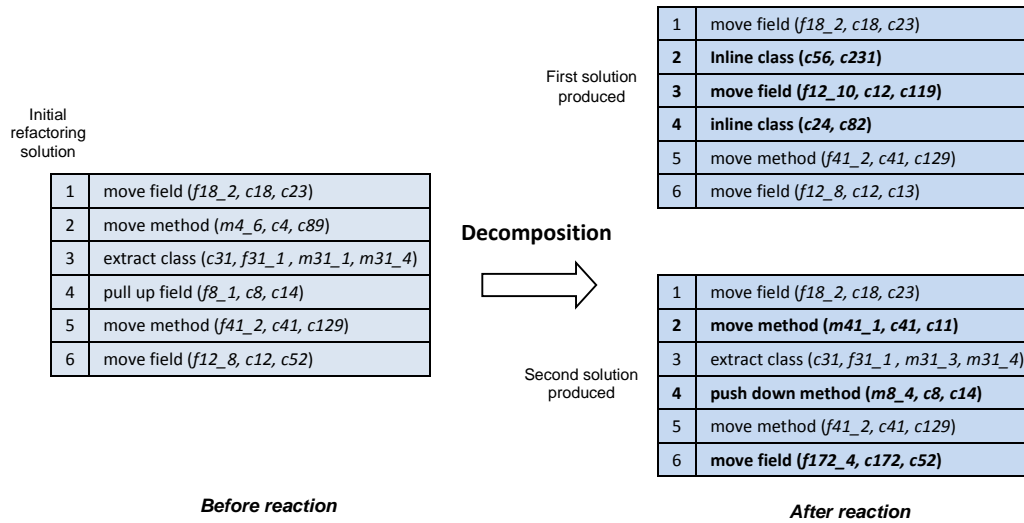 Initial
refactoring
solution
1 move field (f18_2, c18, c23)
2 move method (m4_6, c4, c89)
3 extract class (c31, f31_1 , m31_1, m31_4)
4 pull up field (f8_1, c8, c14)
5 move method (f41_2, c41, c129)
6 move field (f12_8, c12, c52)
Before reaction
Decomposition
First solution
produced
1 move field (f18_2, c18, c23)
2 Inline class (c56, c231)
3 move field (f12_10, c12, c119)
4 inline class (c24, c82)
5 move method (f41_2, c41, c129)
6 move field (f12_8, c12, c13)
Second solution
produced
1 move field (f18_2, c18, c23)
2 move method (m41_1, c41, c11)
3 extract class (c31, f31_1 , m31_3, m31_4)
4 push down method (m8_4, c8, c14)
5 move method (f41_2, c41, c129)
6 move field (f172_4, c172, c52)
After reaction